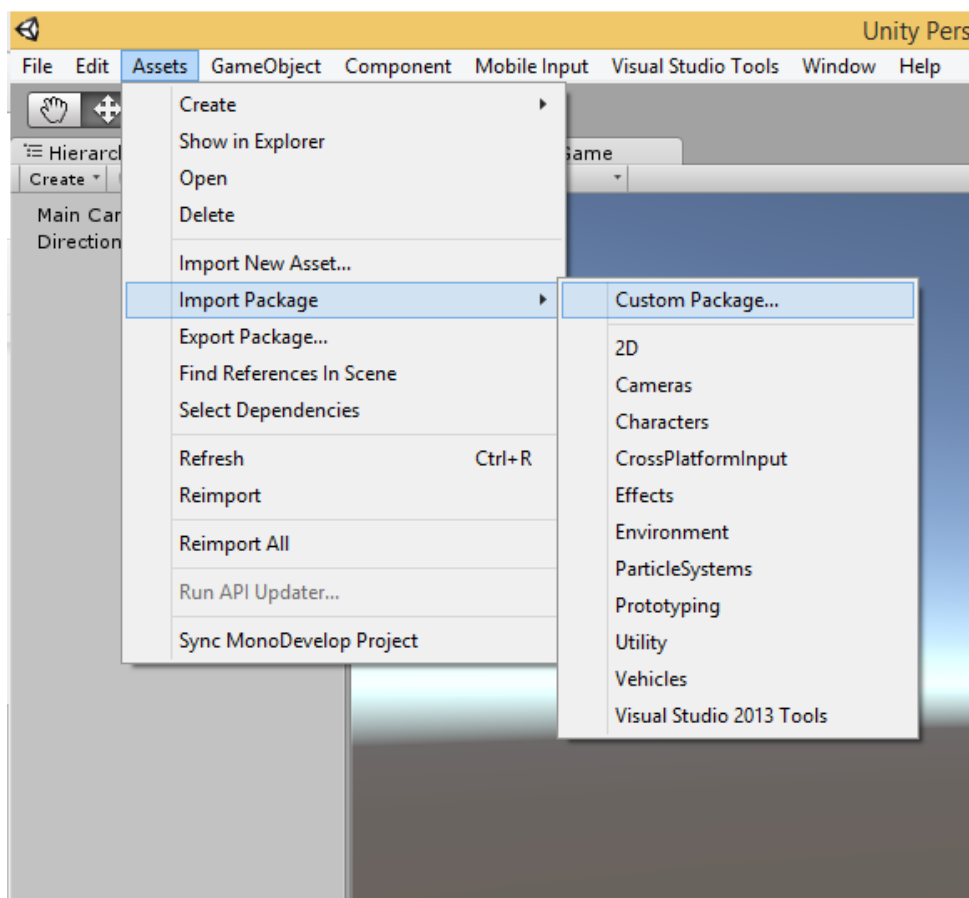 Unity Pers
File Edit Assets GameObject Component Mobile Input Visual Studio Tools Window Help
Hierarc
Create
Main Car
Direction
Create
Show in Explorer
Open
Delete
Import New Asset...
Import Package
Export Package...
Find References In Scene
Select Dependencies
Refresh Ctrl+R
Reimport
Reimport All
Run API Updater...
Sync MonoDevelop Project
Game
Custom Package...
2D
Cameras
Characters
CrossPlatformInput
Effects
Environment
ParticleSystems
Prototyping
Utility
Vehicles
Visual Studio 2013 Tools